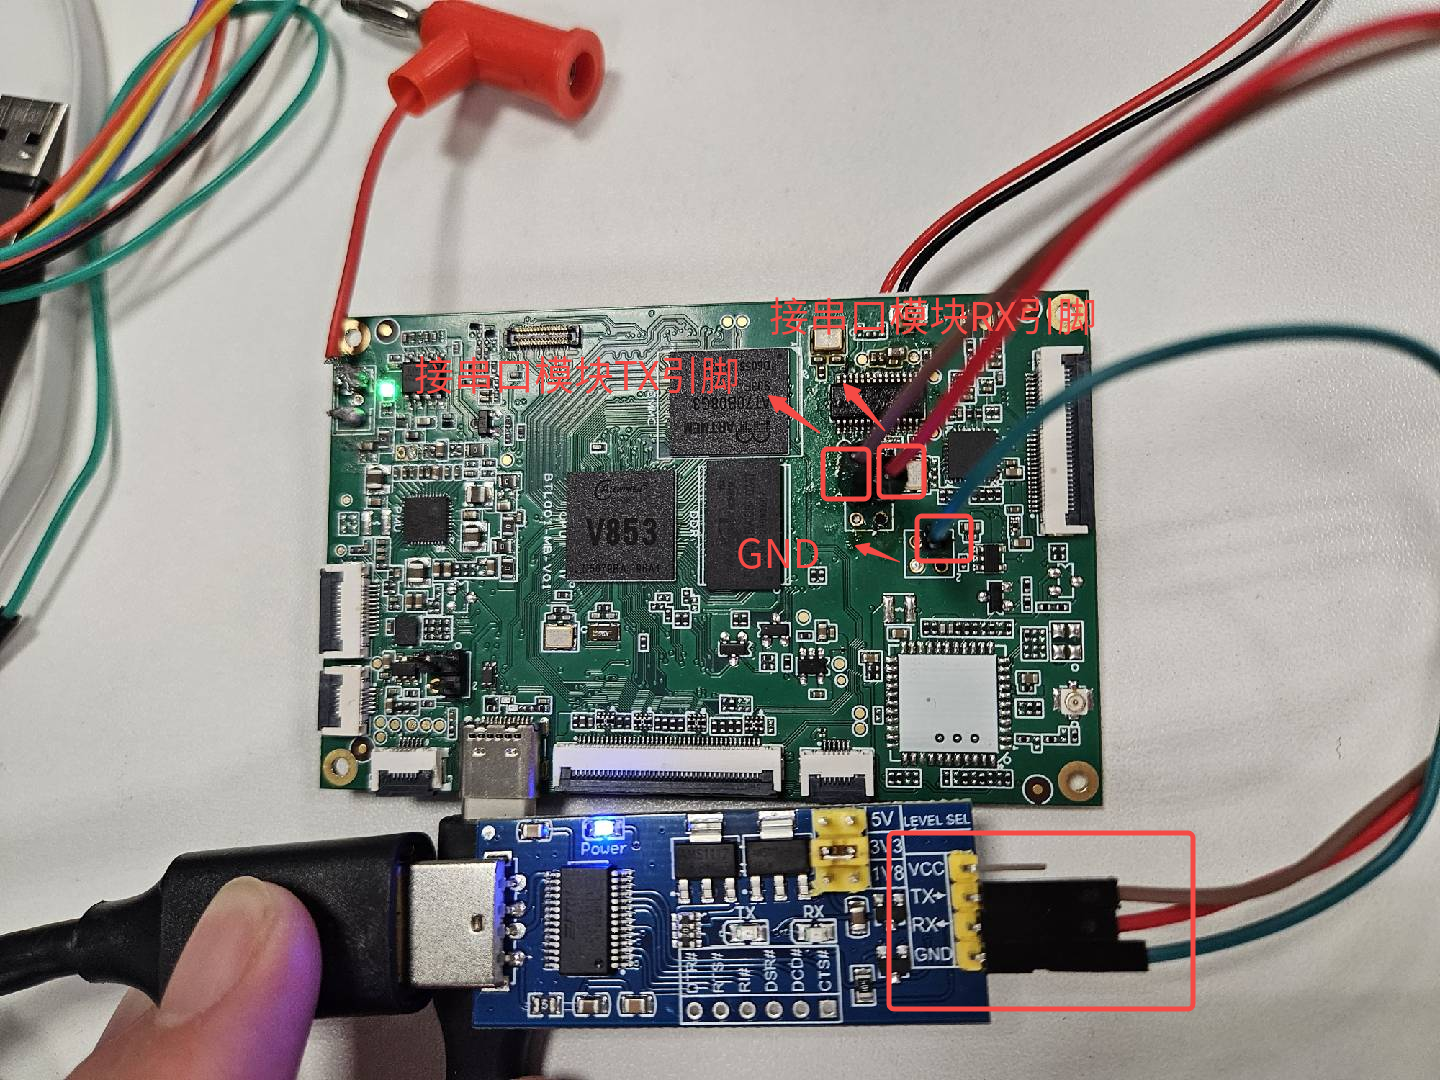 接串口模块RX引脚
接串口模块TX引脚
V853
GND
5V
LEVEL SEL
3V3
1V8
Power
VCC
TX
RX
TX
RX
GND
DTR#
RTS#
RI#
DSR#
DCD#
CTS#